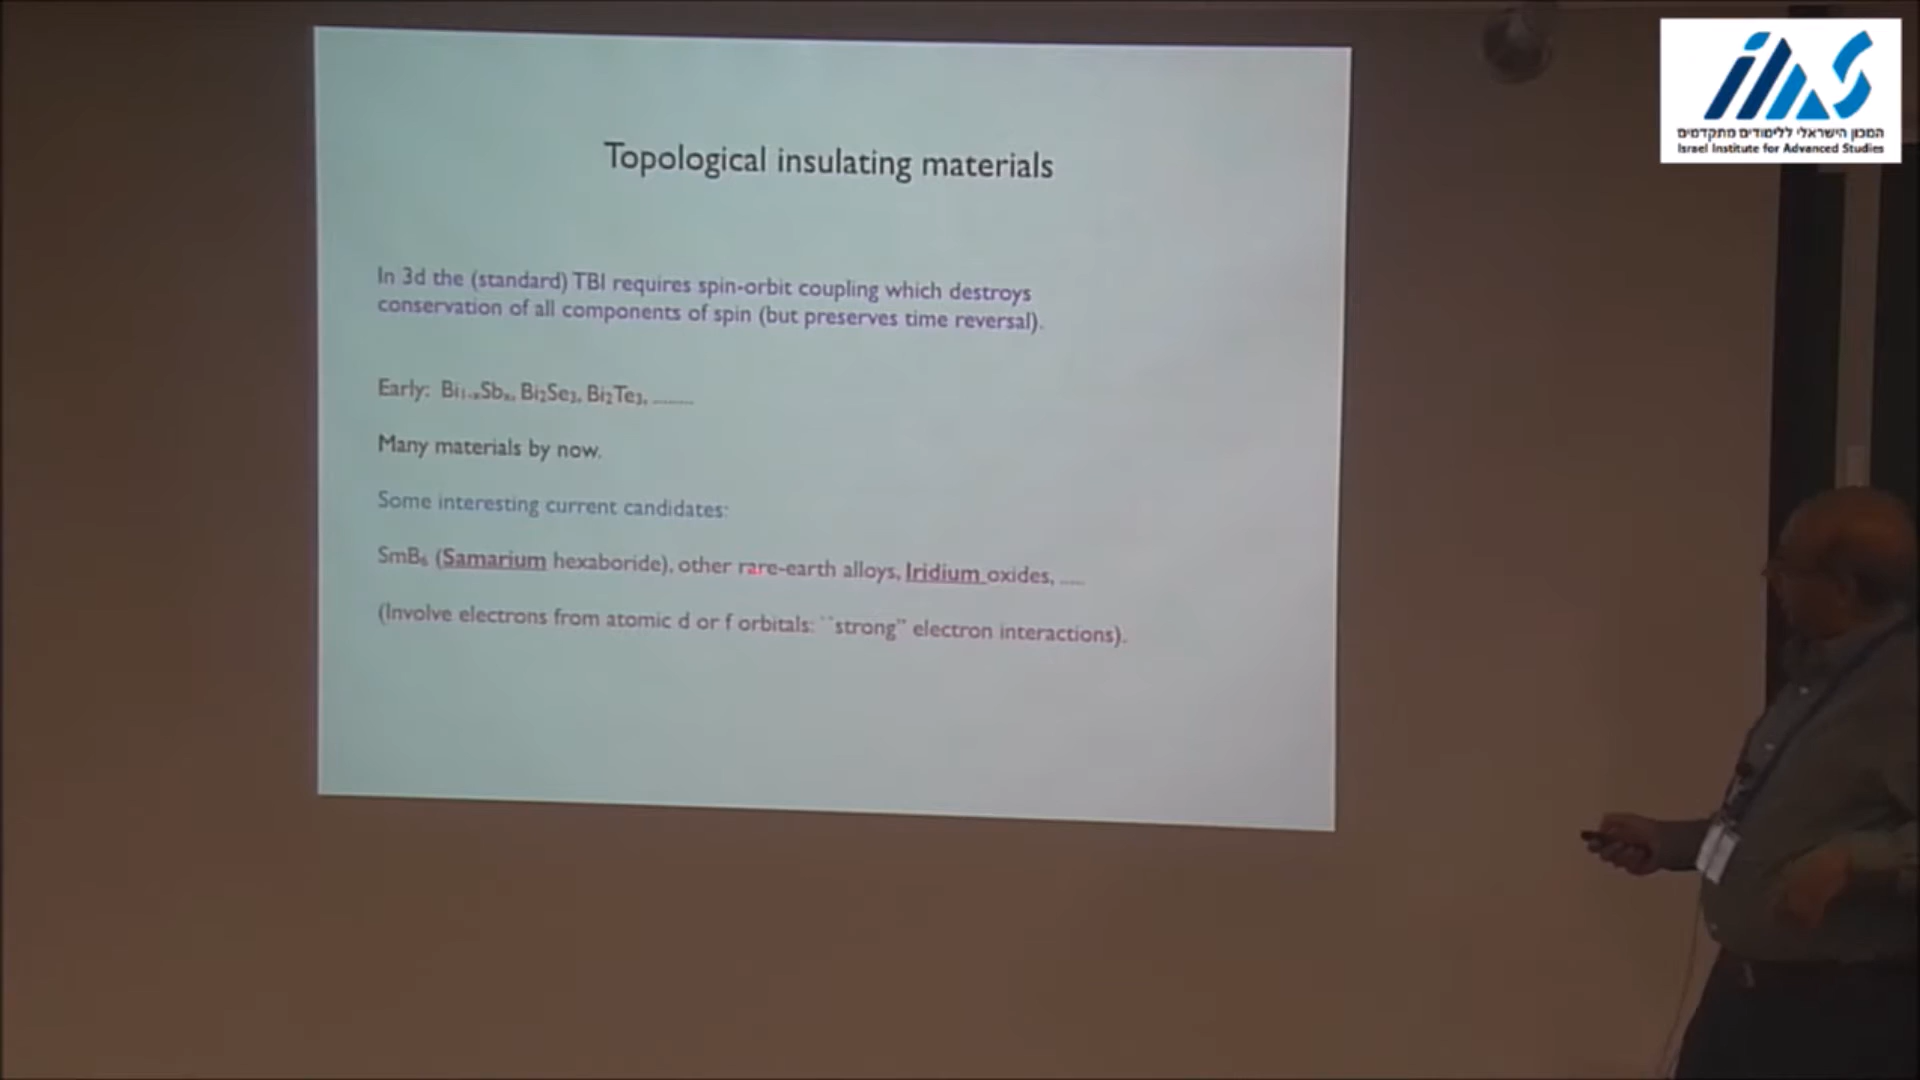 Topological insulating materials
In 3d the (standard) TBI requires spin-orbit coupling which destroys
conservation of all components of spin (but preserves time reversal).
Early: Bi₁₋ₓSbₓ, Bi₂Se₃, Bi₂Te₃, ........
Many materials by now.
Some interesting current candidates:
SmB₆ (Samarium hexaboride), other rare-earth alloys, Iridium oxides, .....
(Involve electrons from atomic d or f orbitals: ``strong'' electron interactions).
ias
המכון הישראלי ללימודים מתקדמים
Israel Institute for Advanced Studies